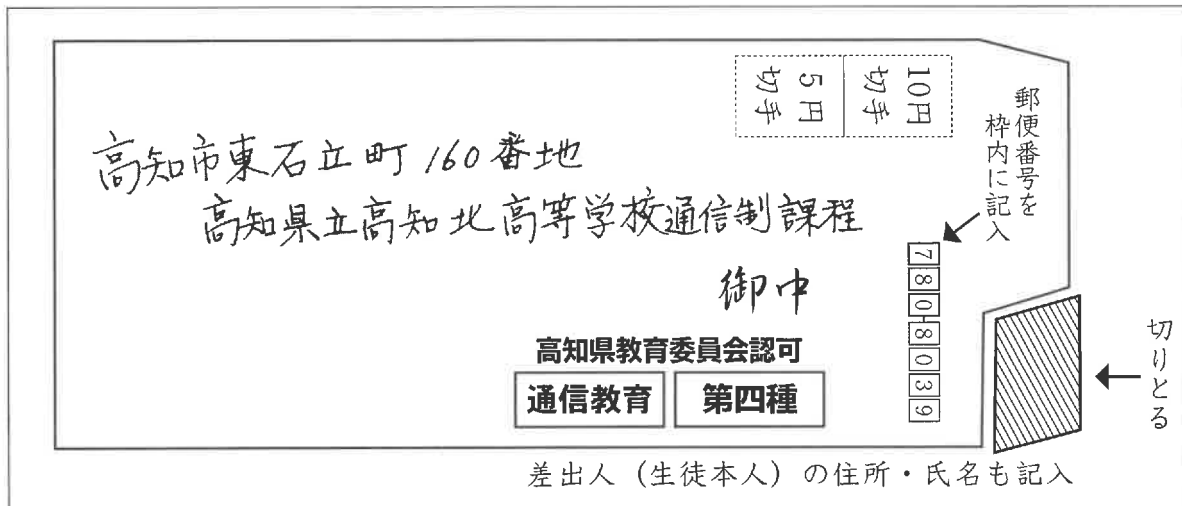 10円
切手
5円
切手
郵便番号を
枠内に記入
高知市東石立町160番地
高知県立高知北高等学校通信制課程
御中
780-8039
高知県教育委員会認可
通信教育
第四種
切りとる
差出人（生徒本人）の住所・氏名も記入